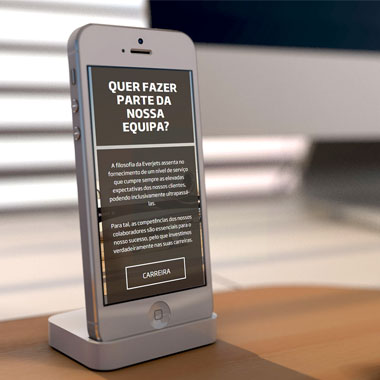 QUER FAZER
PARTE DA
NOSSA
EQUIPA?
A filosofia da Everjets assenta no
fornecimento de um nível de serviço
que cumpre sempre as elevadas
expectativas dos nossos clientes,
podendo inclusivamente ultrapassá-
las.
Para tal, as competências dos nossos
colaboradores são essenciais para o
nosso sucesso, pelo que investimos
verdadeiramente nas suas carreiras.
CARREIRA